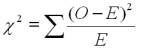 χ² = ∑ (O−E)² / E